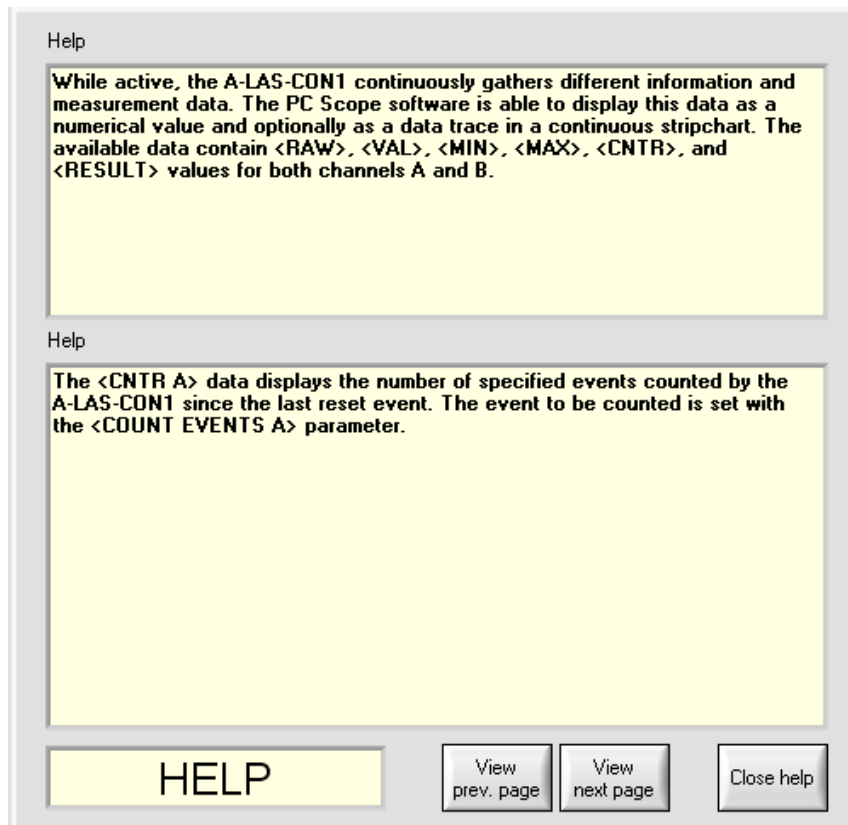 Help
While active, the A-LAS-CON1 continuously gathers different information and
measurement data. The PC Scope software is able to display this data as a
numerical value and optionally as a data trace in a continuous stripchart. The
available data contain <RAW>, <VAL>, <MIN>, <MAX>, <CNTR>, and
<RESULT> values for both channels A and B.
Help
The <CNTR A> data displays the number of specified events counted by the
A-LAS-CON1 since the last reset event. The event to be counted is set with
the <COUNT EVENTS A> parameter.
HELP
View
prev. page
View
next page
Close help